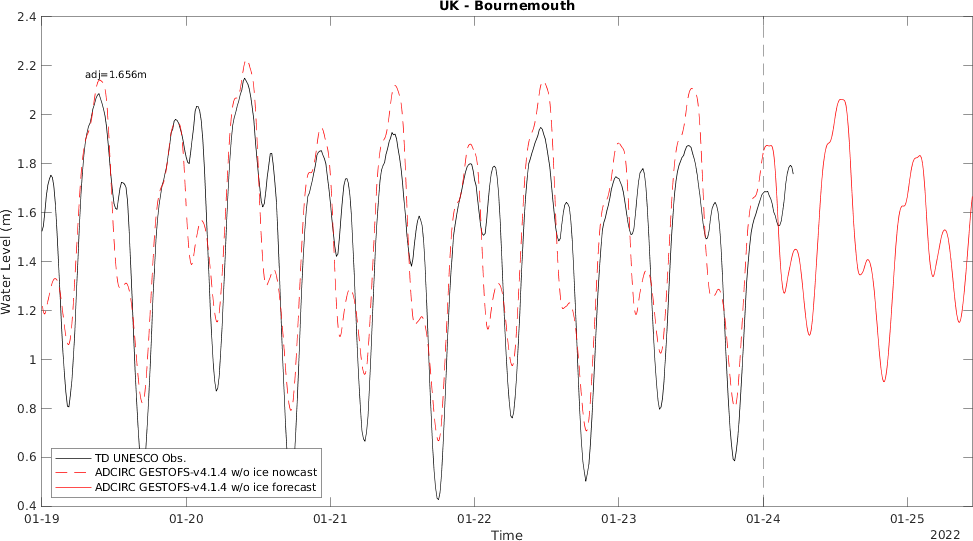 UK - Bournemouth
2.4
2.2
2
1.8
1.6
1.4
1.2
1
0.8
0.6
0.4
Water Level (m)
adj=1.656m
TD UNESCO Obs.
ADCIRC GESTOFS-v4.1.4 w/o ice nowcast
ADCIRC GESTOFS-v4.1.4 w/o ice forecast
01-19 01-20 01-21 01-22 01-23 01-24 01-25
Time
2022